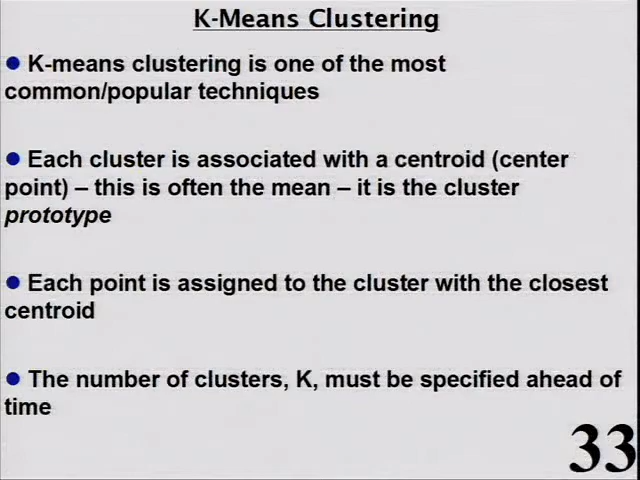 K-Means Clustering
● K-means clustering is one of the most
common/popular techniques
● Each cluster is associated with a centroid (center
point) – this is often the mean – it is the cluster
prototype
● Each point is assigned to the cluster with the closest
centroid
● The number of clusters, K, must be specified ahead of
time
33